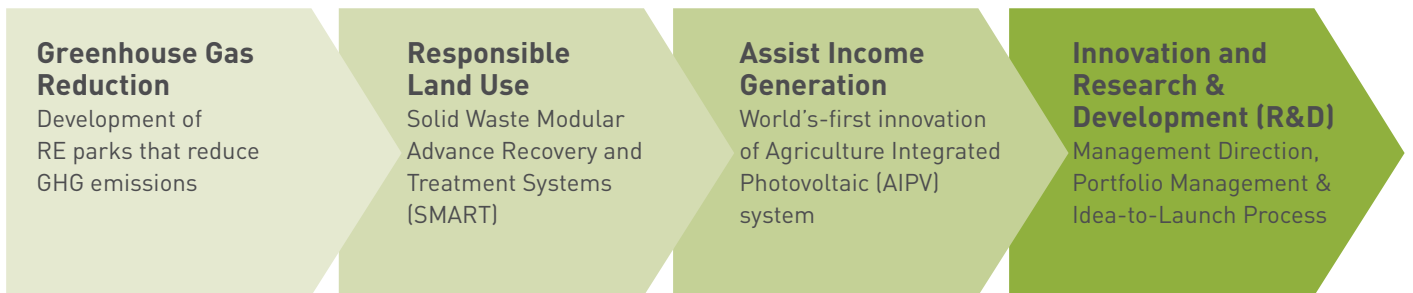 Greenhouse Gas
Reduction
Development of
RE parks that reduce
GHG emissions
Responsible
Land Use
Solid Waste Modular
Advance Recovery and
Treatment Systems
(SMART)
Assist Income
Generation
World's-first innovation
of Agriculture Integrated
Photovoltaic (AIPV)
system
Innovation and
Research &
Development (R&D)
Management Direction,
Portfolio Management &
Idea-to-Launch Process